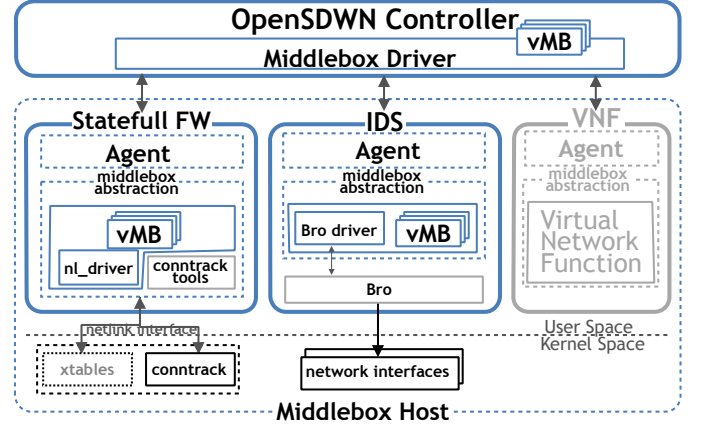 OpenSDWN Controller
vMB
Middlebox Driver
Statefull FW
IDS
VNF
Agent
Agent
Agent
middlebox
abstraction
middlebox
abstraction
middlebox
abstraction
vMB
nl_driver
conntrack
tools
Bro driver
vMB
Bro
Virtual
Network
Function
netlink interface
User Space
Kernel Space
xtables
conntrack
network interfaces
Middlebox Host